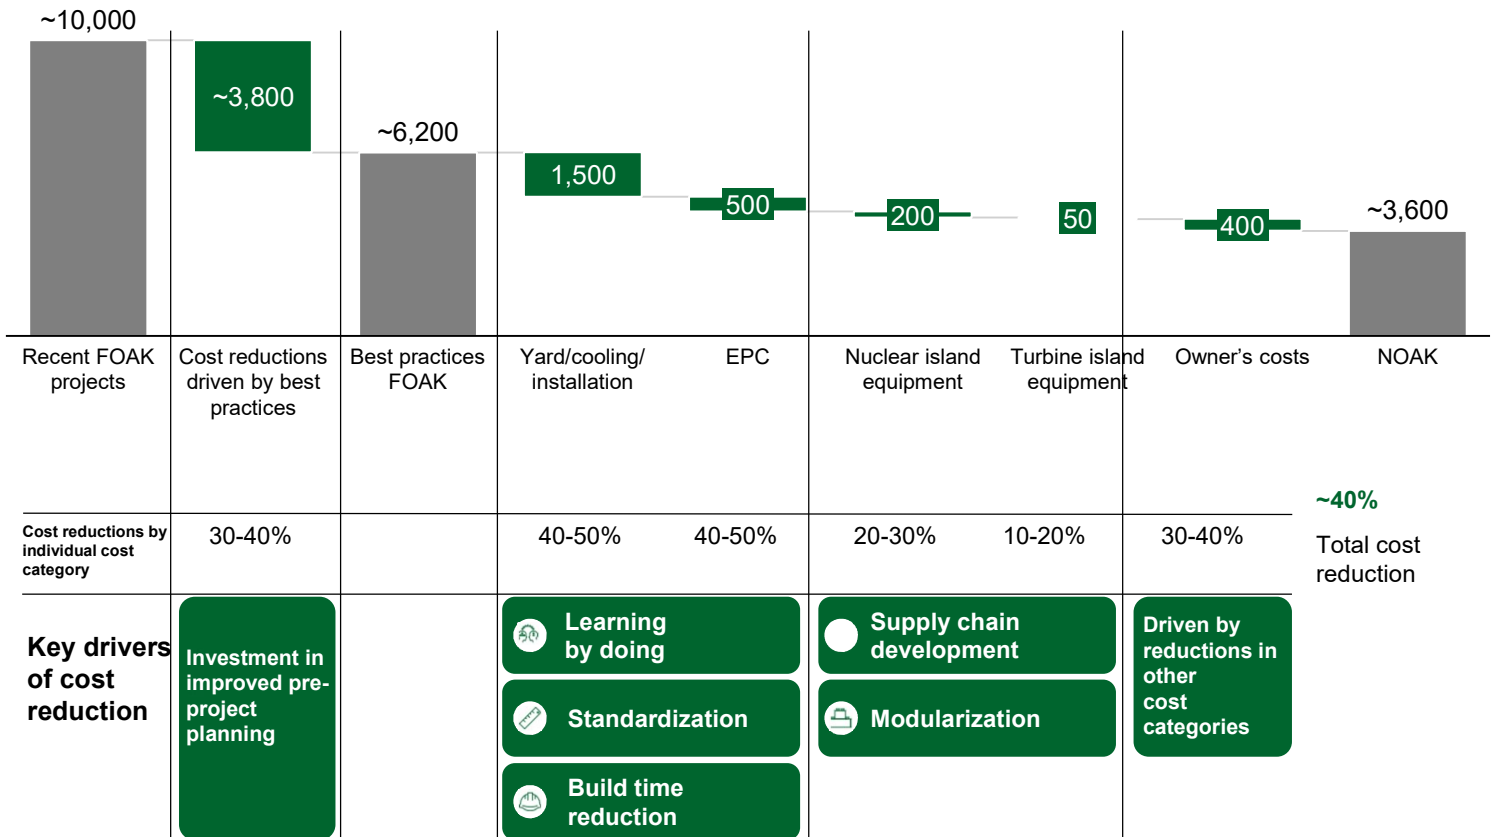 ~10,000
~3,800
~6,200
1,500
500
200
50
400
~3,600
Recent FOAK
projects
Cost reductions
driven by best
practices
Best practices
FOAK
Yard/cooling/
installation
EPC
Nuclear island
equipment
Turbine island
equipment
Owner's costs
NOAK
Cost reductions by
individual cost
category
30-40%
40-50%
40-50%
20-30%
10-20%
30-40%
~40%
Total cost
reduction
Key drivers
of cost
reduction
Investment in
improved pre-
project
planning
Learning
by doing
Standardization
Build time
reduction
Supply chain
development
Modularization
Driven by
reductions in
other
cost
categories